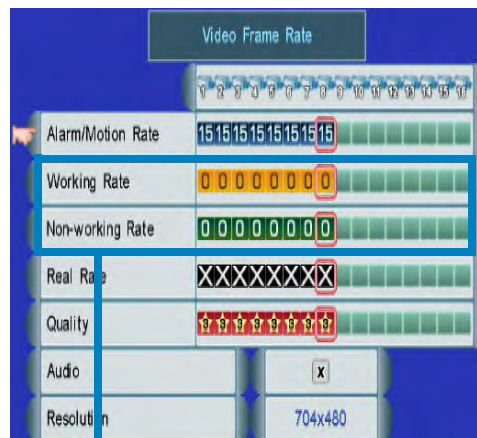 Video Frame Rate
1 2 3 4 5 6 7 8 9 10 11 12 13 14 15 16
Alarm/Motion Rate 15 15 15 15 15 15 15 15
Working Rate 0 0 0 0 0 0 0 0
Non-working Rate 0 0 0 0 0 0 0 0
Real Ra e X X X X X X X X
Quality 9 9 9 9 9 9 9 9
Audio X
Resoluti n 704x480